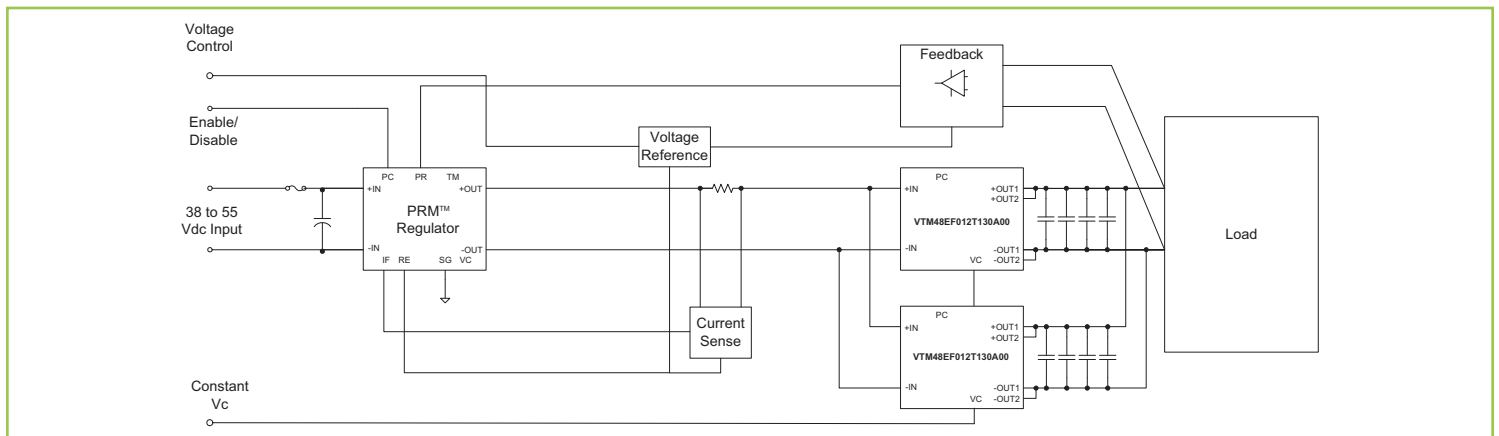 Voltage
Control
Enable/
Disable
38 to 55
Vdc Input
Constant
Vc
PC PR TM
+IN +OUT
PRM™
Regulator
-IN -OUT
IF RE SG VC
Voltage
Reference
Current
Sense
Feedback
PC
+IN +OUT1
+OUT2
VTM48EF012T130A00
-IN -OUT1
VC -OUT2
PC
+IN +OUT1
+OUT2
VTM48EF012T130A00
-IN -OUT1
VC -OUT2
Load